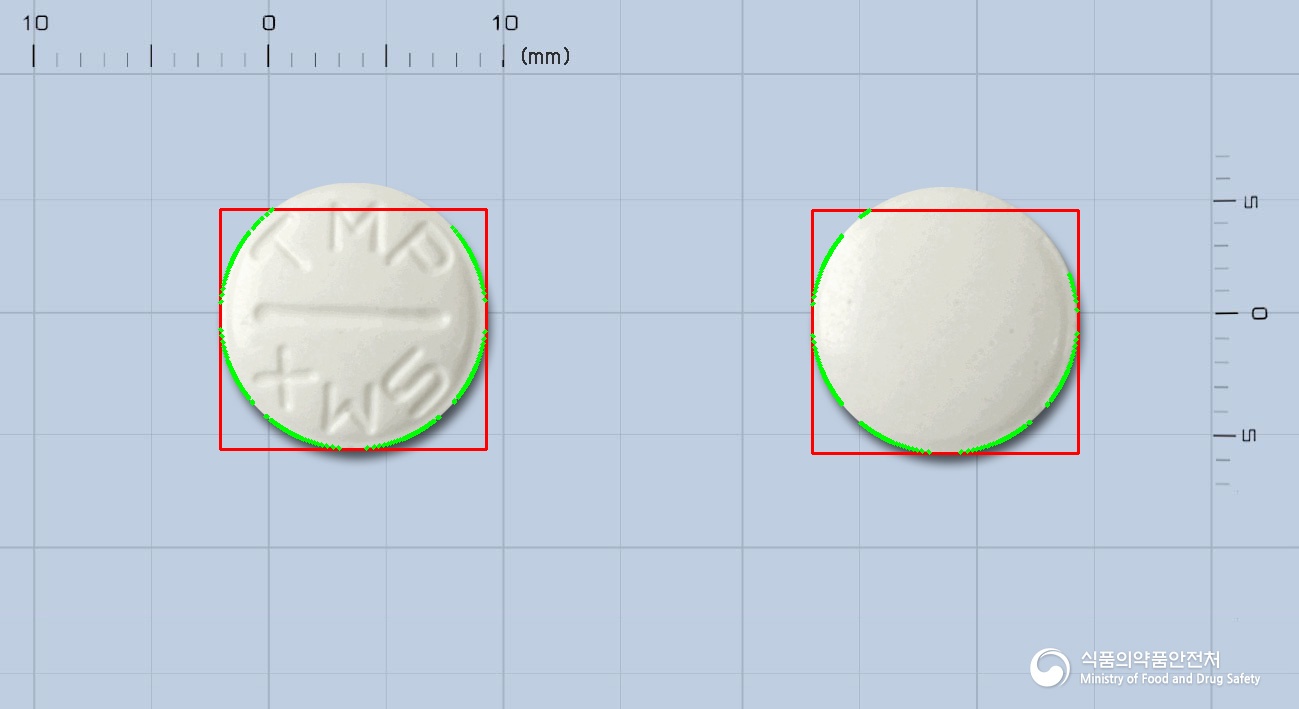 10 0 10
(mm)
TMP
SMX
5
0
5
식품의약품안전처
Ministry of Food and Drug Safety